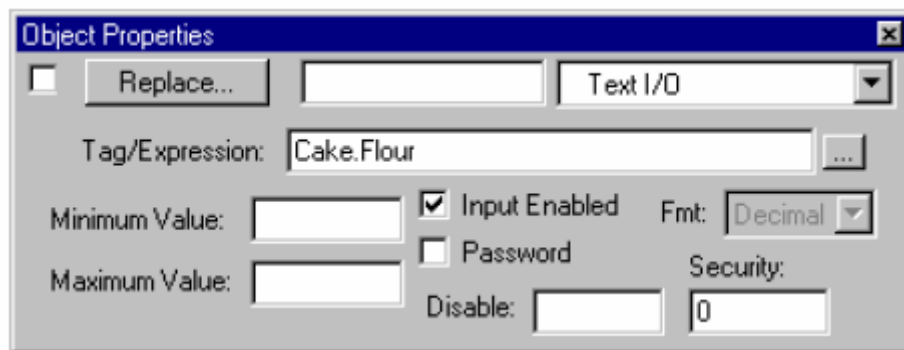 Object Properties
Replace... Text I/O
Tag/Expression: Cake.Flour ...
Minimum Value: Input Enabled Fmt: Decimal
Password
Maximum Value: Security:
Disable: 0